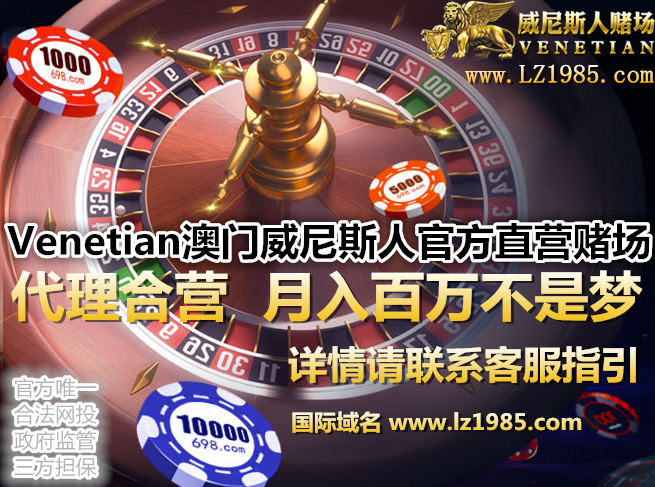 威尼斯人赌场
VENETIAN
www.LZ1985.com
1000
698.com
5000
698.com
Venetian澳门威尼斯人官方直营赌场
代理合营 月入百万不是梦
详情请联系客服指引
官方唯一
合法网投
政府监管
三方担保
10000
698.com
国际域名 www.lz1985.com